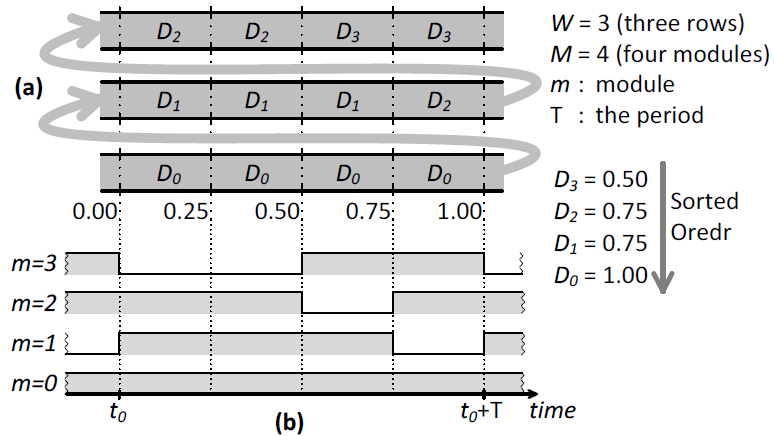 D2 D2 D3 D3
W = 3 (three rows)
M = 4 (four modules)
(a)
m : module
D1 D1 D1 D2
T : the period
D0 D0 D0 D0
D3 = 0.50
0.00 0.25 0.50 0.75 1.00
D2 = 0.75
Sorted
Oredr
D1 = 0.75
D0 = 1.00
m=3
m=2
m=1
m=0
t0 (b) t0+T time